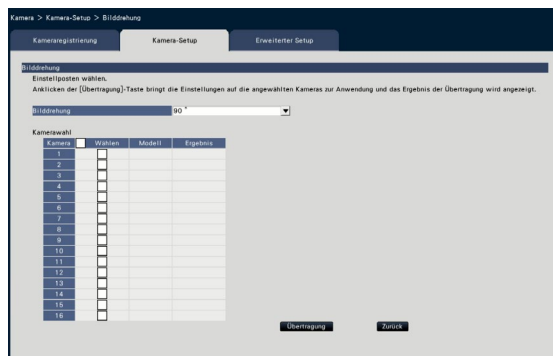 Kamera > Kamera-Setup > Bilddrehung
Kameraregistrierung Kamera-Setup Erweiterter Setup
Bilddrehung
Einstellposten wählen.
Anklicken der [Übertragung]-Taste bringt die Einstellungen auf die angewählten Kameras zur Anwendung und das Ergebnis der Übertragung wird angezeigt.
Bilddrehung 90 °
Kamerawahl
Kamera Wählen Modell Ergebnis
1
2
3
4
5
6
7
8
9
10
11
12
13
14
15
16
Übertragung Zurück